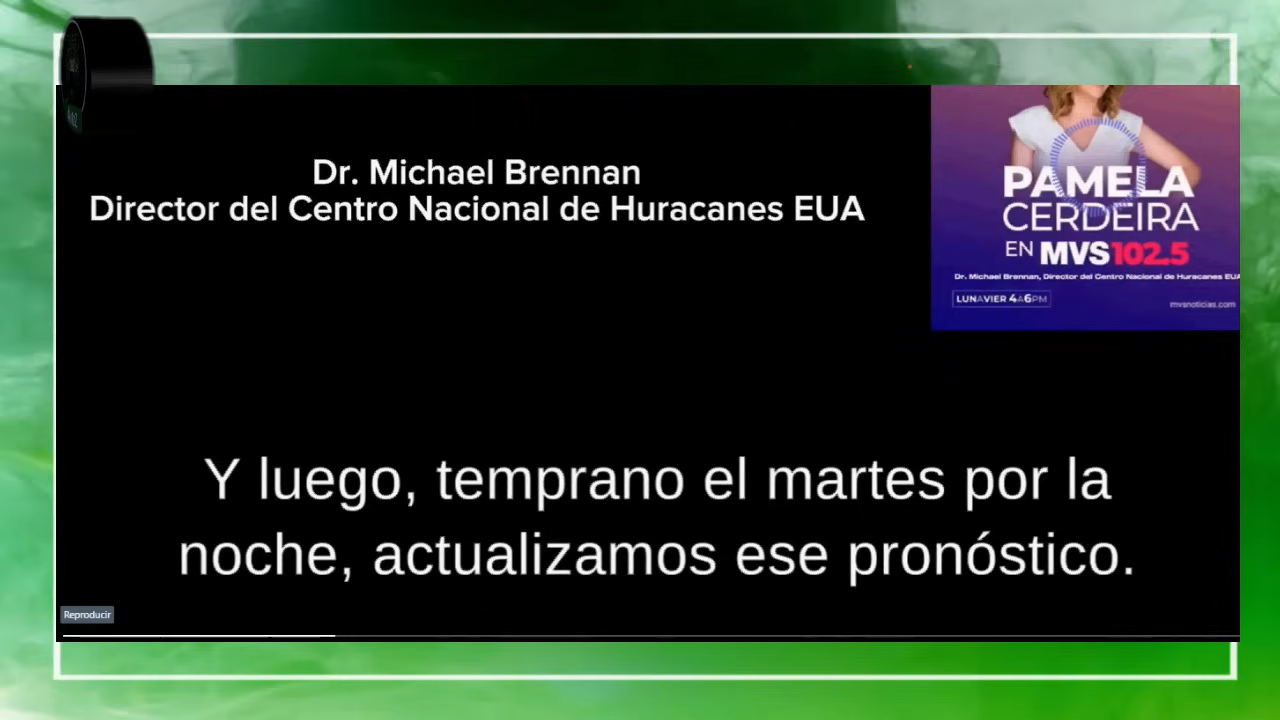 Dr. Michael Brennan
Director del Centro Nacional de Huracanes EUA
PAMELA
CERDEIRA
EN MVS102.5
Dr. Michael Brennan, Director del Centro Nacional de Huracanes EUA
LUNAVIER 4A6PM
mvsnoticias.com
Y luego, temprano el martes por la
noche, actualizamos ese pronóstico.
Reproducir